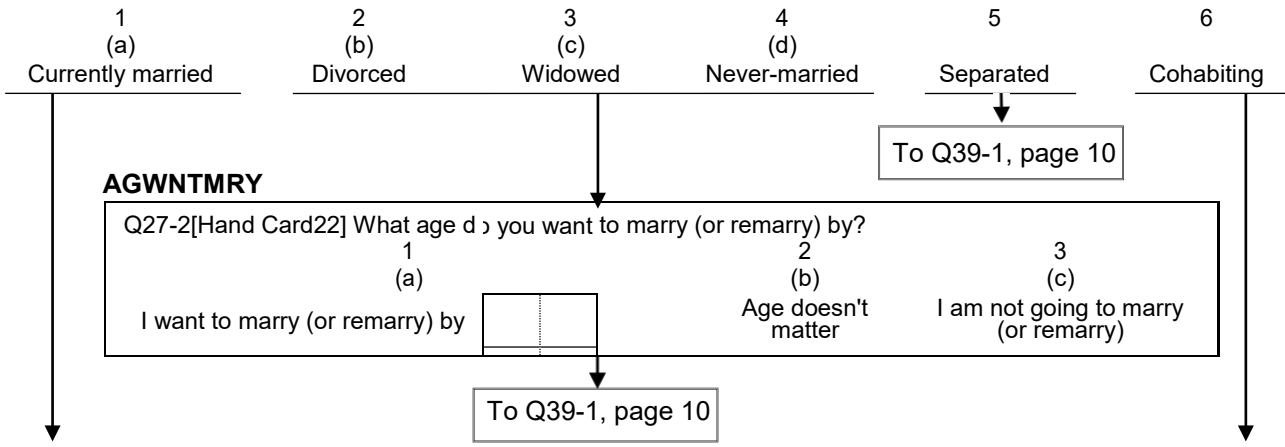 1 2 3 4 5 6
(a) (b) (c) (d)
Currently married Divorced Widowed Never-married Separated Cohabiting
To Q39-1, page 10
AGWNTMRY
Q27-2[Hand Card22] What age do you want to marry (or remarry) by?
1 2 3
(a) (b) (c)
I want to marry (or remarry) by Age doesn't matter I am not going to marry (or remarry)
To Q39-1, page 10